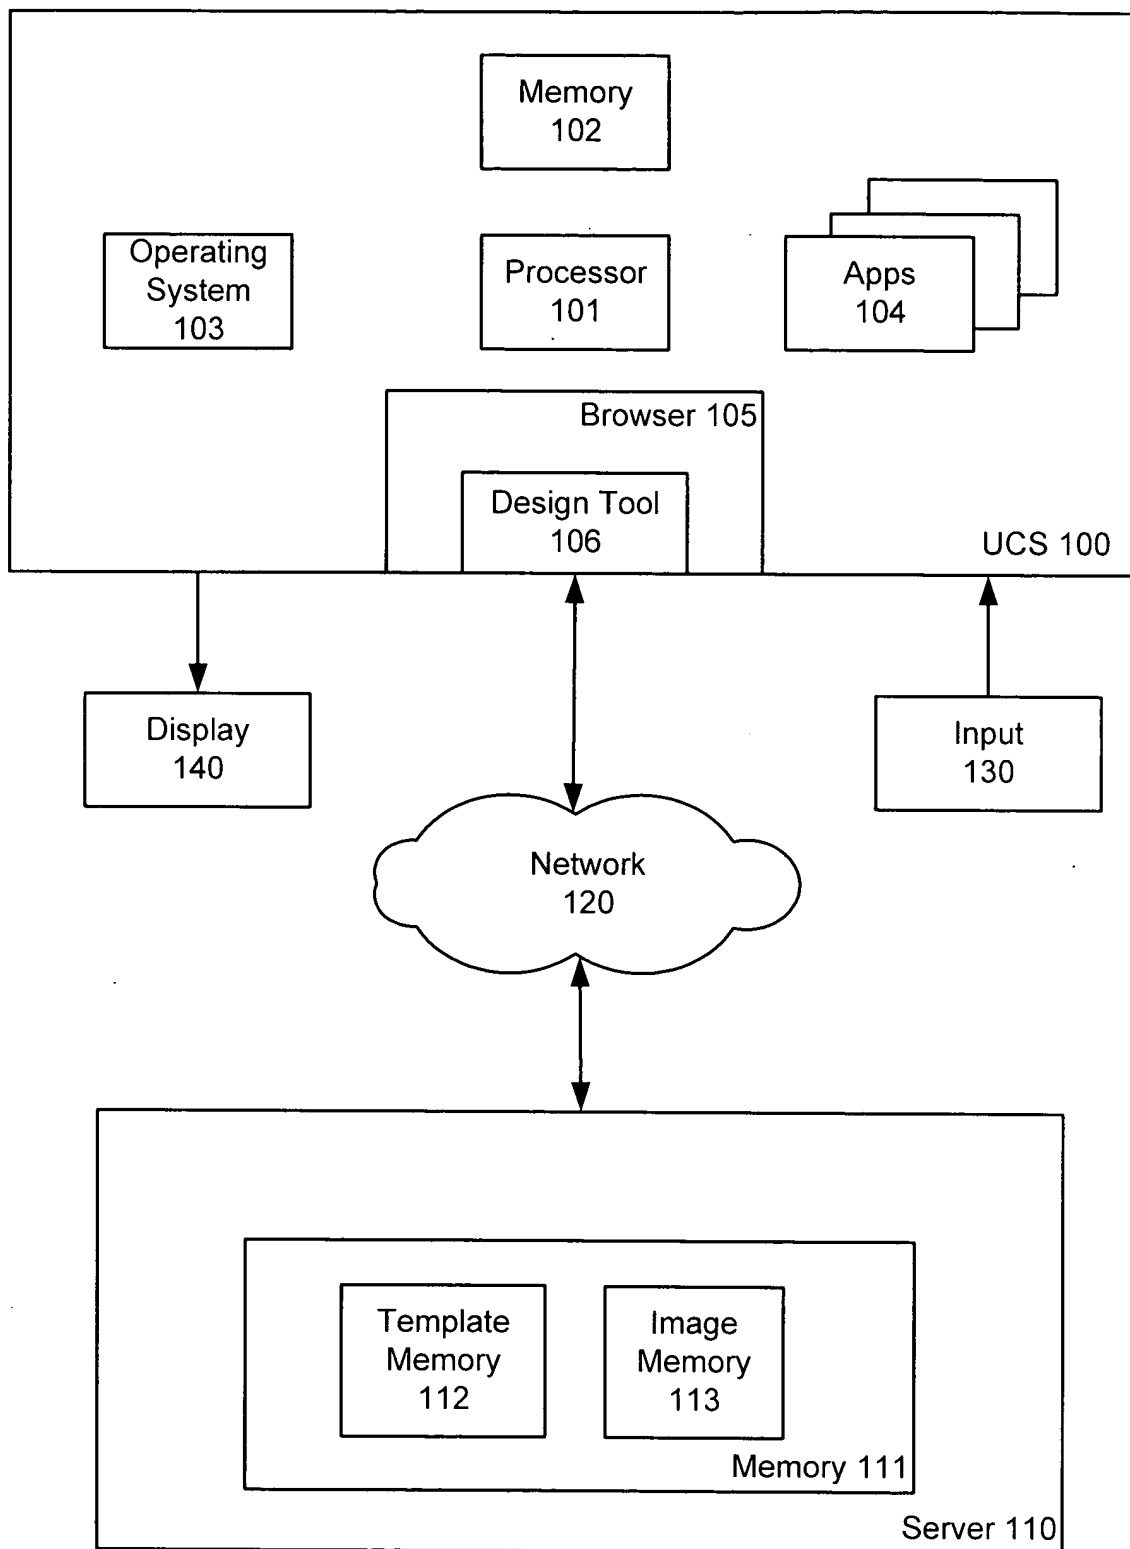 Memory
102
Operating
System
103
Processor
101
Apps
104
Browser 105
Design Tool
106
UCS 100
Display
140
Input
130
Network
120
Template
Memory
112
Image
Memory
113
Memory 111
Server 110